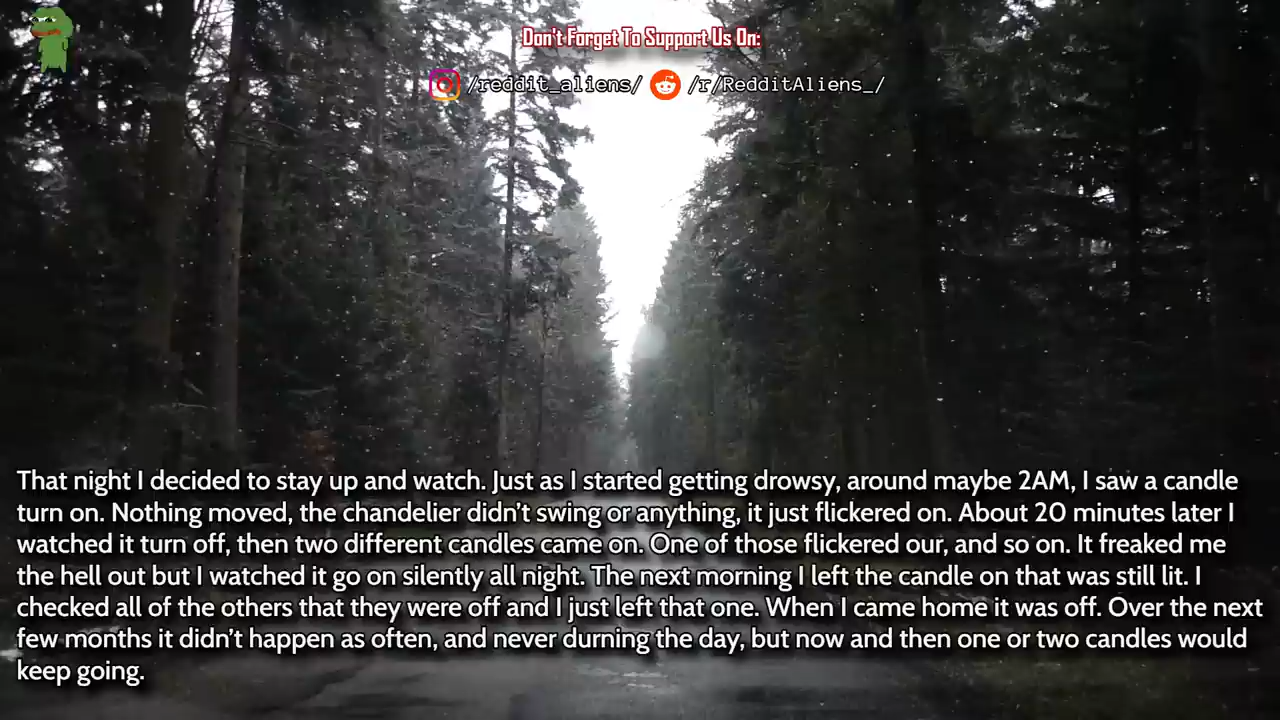 Don't Forget To Support Us On:
/reddit_aliens/ /r/RedditAliens_/
That night I decided to stay up and watch. Just as I started getting drowsy, around maybe 2AM, I saw a candle
turn on. Nothing moved, the chandelier didn't swing or anything, it just flickered on. About 20 minutes later I
watched it turn off, then two different candles came on. One of those flickered our, and so on. It freaked me
the hell out but I watched it go on silently all night. The next morning I left the candle on that was still lit. I
checked all of the others that they were off and I just left that one. When I came home it was off. Over the next
few months it didn't happen as often, and never durning the day, but now and then one or two candles would
keep going.